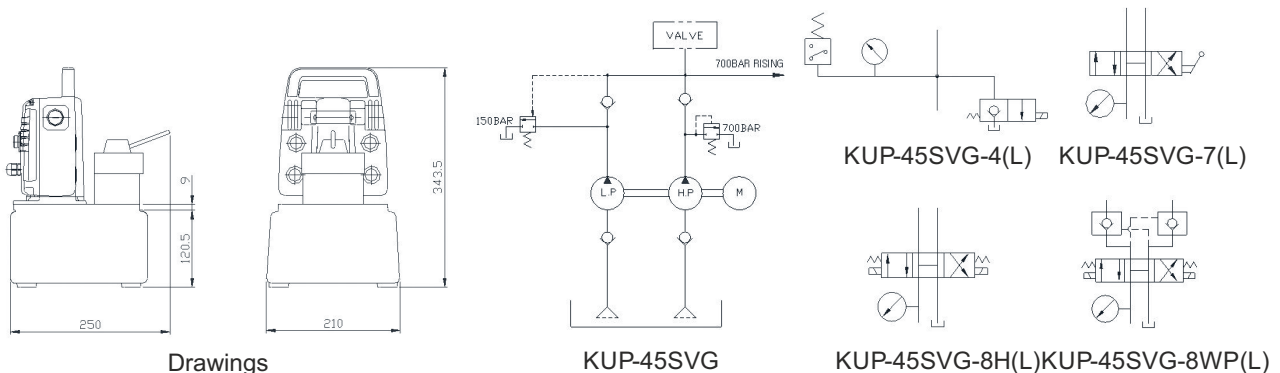 250
120.5
9
Drawings
210
343.5
VALVE
700BAR RISING
150BAR
700BAR
L.P
H.P
M
KUP-45SVG
KUP-45SVG-4(L)
KUP-45SVG-7(L)
KUP-45SVG-8H(L)
KUP-45SVG-8WP(L)